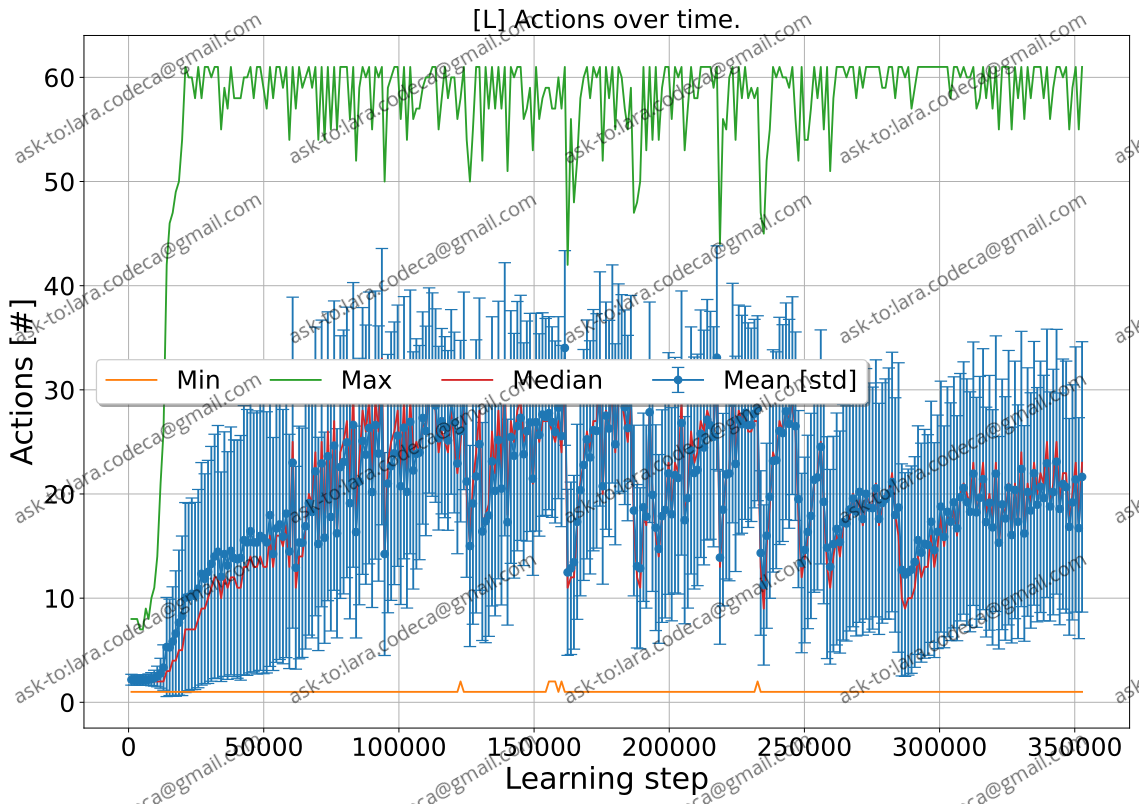 [L] Actions over time.
Actions [#]
60
50
40
30
20
10
0
Min Max Median Mean [std]
0 50000 100000 150000 200000 250000 300000 350000
Learning step
ask-to:lara.codeca@gmail.com